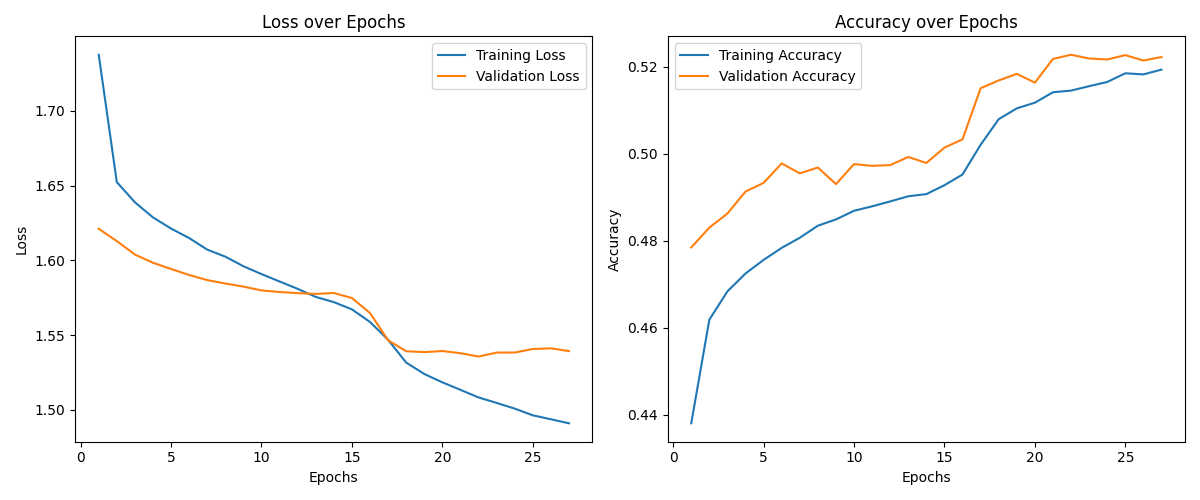 Loss over Epochs
Training Loss
Validation Loss
1.70
1.65
1.60
1.55
1.50
Loss
0 5 10 15 20 25
Epochs
Accuracy over Epochs
Training Accuracy
Validation Accuracy
0.52
0.50
0.48
0.46
0.44
Accuracy
0 5 10 15 20 25
Epochs